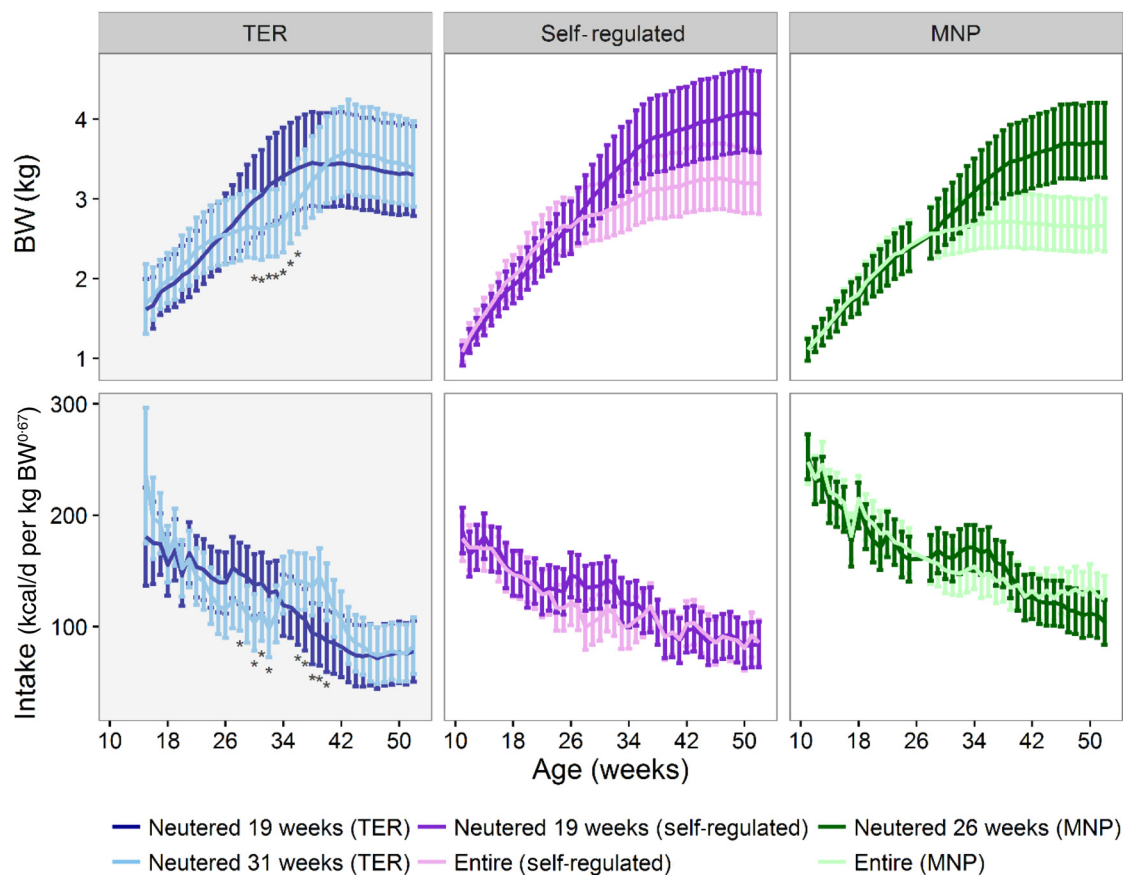 TER Self-regulated MNP
BW (kg)
4
3
2
1
* * * * * * *
Intake (kcal/d per kg BW⁰·⁶⁷)
300
200
100
* * * * * * * * *
10 18 26 34 42 50 10 18 26 34 42 50 10 18 26 34 42 50
Age (weeks)
Neutered 19 weeks (TER) Neutered 19 weeks (self-regulated) Neutered 26 weeks (MNP)
Neutered 31 weeks (TER) Entire (self-regulated) Entire (MNP)